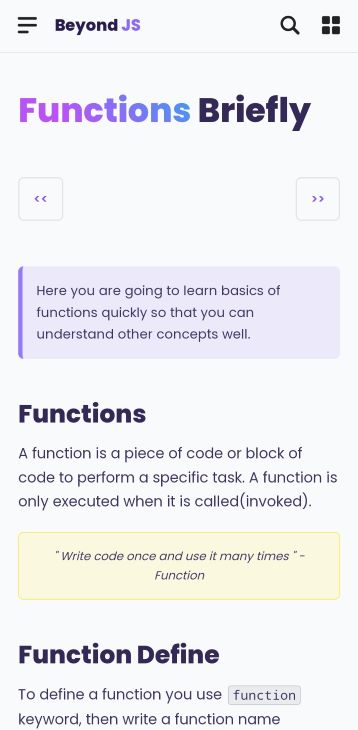 Beyond JS
Functions Briefly
<<
>>
Here you are going to learn basics of
functions quickly so that you can
understand other concepts well.
Functions
A function is a piece of code or block of
code to perform a specific task. A function is
only executed when it is called(invoked).
" Write code once and use it many times " -
Function
Function Define
To define a function you use function
keyword, then write a function name